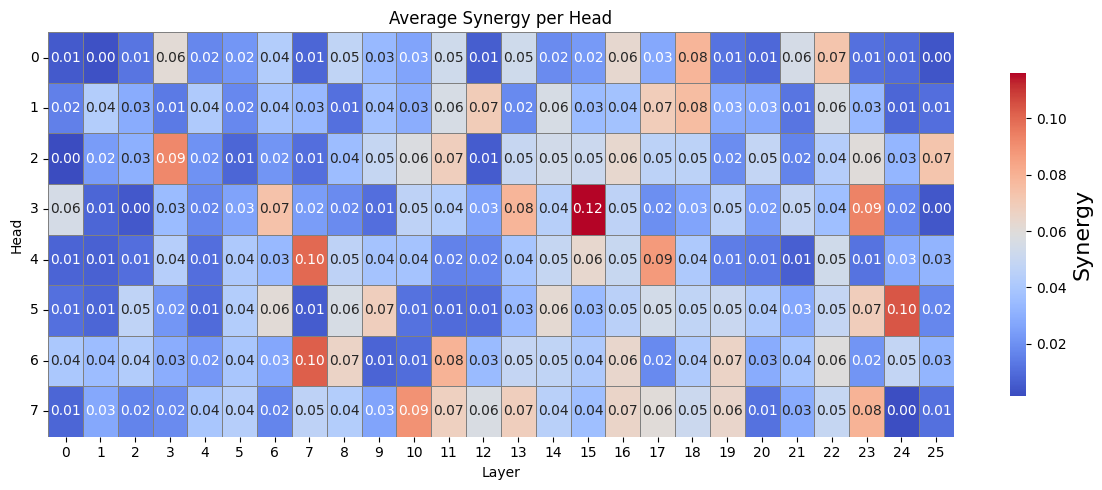 Average Synergy per Head
0 0.01 0.00 0.01 0.06 0.02 0.02 0.04 0.01 0.05 0.03 0.03 0.05 0.01 0.05 0.02 0.02 0.06 0.03 0.08 0.01 0.01 0.06 0.07 0.01 0.01 0.00
1 0.02 0.04 0.03 0.01 0.04 0.02 0.04 0.03 0.01 0.04 0.03 0.06 0.07 0.02 0.06 0.03 0.04 0.07 0.08 0.03 0.03 0.01 0.06 0.03 0.01 0.01
2 0.00 0.02 0.03 0.09 0.02 0.01 0.02 0.01 0.04 0.05 0.06 0.07 0.01 0.05 0.05 0.05 0.06 0.05 0.05 0.02 0.05 0.02 0.04 0.06 0.03 0.07
3 0.06 0.01 0.00 0.03 0.02 0.03 0.07 0.02 0.02 0.01 0.05 0.04 0.03 0.08 0.04 0.12 0.05 0.02 0.03 0.05 0.02 0.05 0.04 0.09 0.02 0.00
4 0.01 0.01 0.01 0.04 0.01 0.04 0.03 0.10 0.05 0.04 0.04 0.02 0.02 0.04 0.05 0.06 0.05 0.09 0.04 0.01 0.01 0.01 0.05 0.01 0.03 0.03
5 0.01 0.01 0.05 0.02 0.01 0.04 0.06 0.01 0.06 0.07 0.01 0.01 0.01 0.03 0.06 0.03 0.04 0.05 0.05 0.05 0.04 0.03 0.05 0.07 0.10 0.02
6 0.04 0.04 0.04 0.03 0.02 0.04 0.03 0.10 0.07 0.01 0.01 0.08 0.03 0.05 0.05 0.04 0.06 0.02 0.04 0.07 0.03 0.04 0.06 0.02 0.05 0.03
7 0.01 0.03 0.02 0.02 0.04 0.04 0.02 0.05 0.04 0.03 0.09 0.07 0.06 0.07 0.04 0.04 0.07 0.06 0.05 0.06 0.01 0.03 0.05 0.08 0.00 0.01
0 1 2 3 4 5 6 7 8 9 10 11 12 13 14 15 16 17 18 19 20 21 22 23 24 25
Layer
Head
0.10
0.08
0.06
0.04
0.02
Synergy